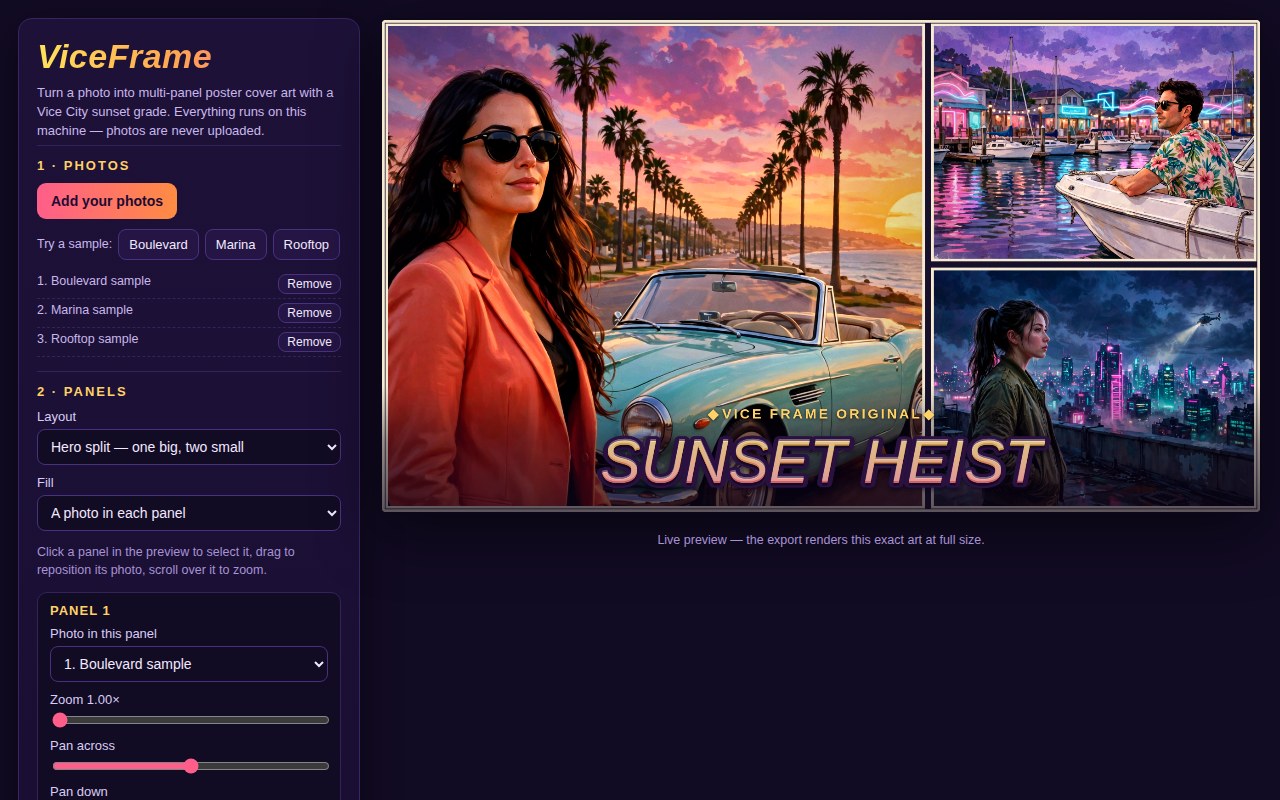 ViceFrame
Turn a photo into multi-panel poster cover art with a
Vice City sunset grade. Everything runs on this
machine — photos are never uploaded.
1 · PHOTOS
Add your photos
Try a sample: Boulevard Marina Rooftop
1. Boulevard sample Remove
2. Marina sample Remove
3. Rooftop sample Remove
2 · PANELS
Layout
Hero split — one big, two small
Fill
A photo in each panel
Click a panel in the preview to select it, drag to
reposition its photo, scroll over it to zoom.
PANEL 1
Photo in this panel
1. Boulevard sample
Zoom 1.00×
Pan across
Pan down
◆VICE FRAME ORIGINAL◆
SUNSET HEIST
Live preview — the export renders this exact art at full size.